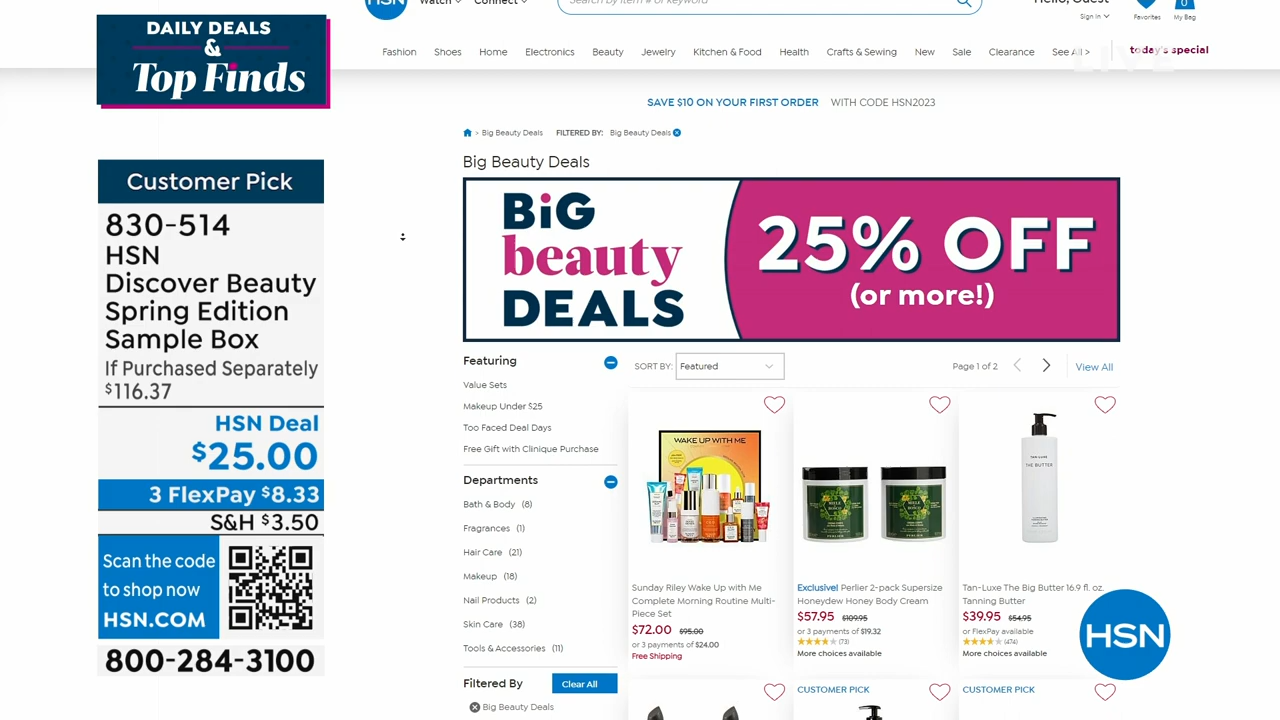 DAILY DEALS
&
Top Finds
Customer Pick
830-514
HSN
Discover Beauty
Spring Edition
Sample Box
If Purchased Separately
$116.37
HSN Deal
$25.00
3 FlexPay $8.33
S&H $3.50
Scan the code
to shop now
HSN.COM
800-284-3100
HSN
Watch
Connect
Search by item # or keyword
Hello, Guest
Sign In
Favorites
0
My Bag
Fashion Shoes Home Electronics Beauty Jewelry Kitchen & Food Health Crafts & Sewing New Sale Clearance See All > today's special
LIVE
SAVE $10 ON YOUR FIRST ORDER WITH CODE HSN2023
> Big Beauty Deals FILTERED BY: Big Beauty Deals
Big Beauty Deals
BiG
beauty
DEALS
25% OFF
(or more!)
Featuring
Value Sets
Makeup Under $25
Too Faced Deal Days
Free Gift with Clinique Purchase
Departments
Bath & Body (8)
Fragrances (1)
Hair Care (21)
Makeup (18)
Nail Products (2)
Skin Care (38)
Tools & Accessories (11)
Filtered By
Clear All
Big Beauty Deals
SORT BY: Featured
Page 1 of 2
View All
WAKE UP WITH ME
Sunday Riley Wake Up with Me
Complete Morning Routine Multi-
Piece Set
$72.00 $95.00
or 3 payments of $24.00
Free Shipping
Exclusive! Perlier 2-pack Supersize
Honeydew Honey Body Cream
$57.95 $109.95
or 3 payments of $19.32
(73)
More choices available
TAN-LUXE
THE BUTTER
Tan-Luxe The Big Butter 16.9 fl. oz.
Tanning Butter
$39.95 $54.95
or FlexPay available
(474)
More choices available
CUSTOMER PICK
CUSTOMER PICK
HSN